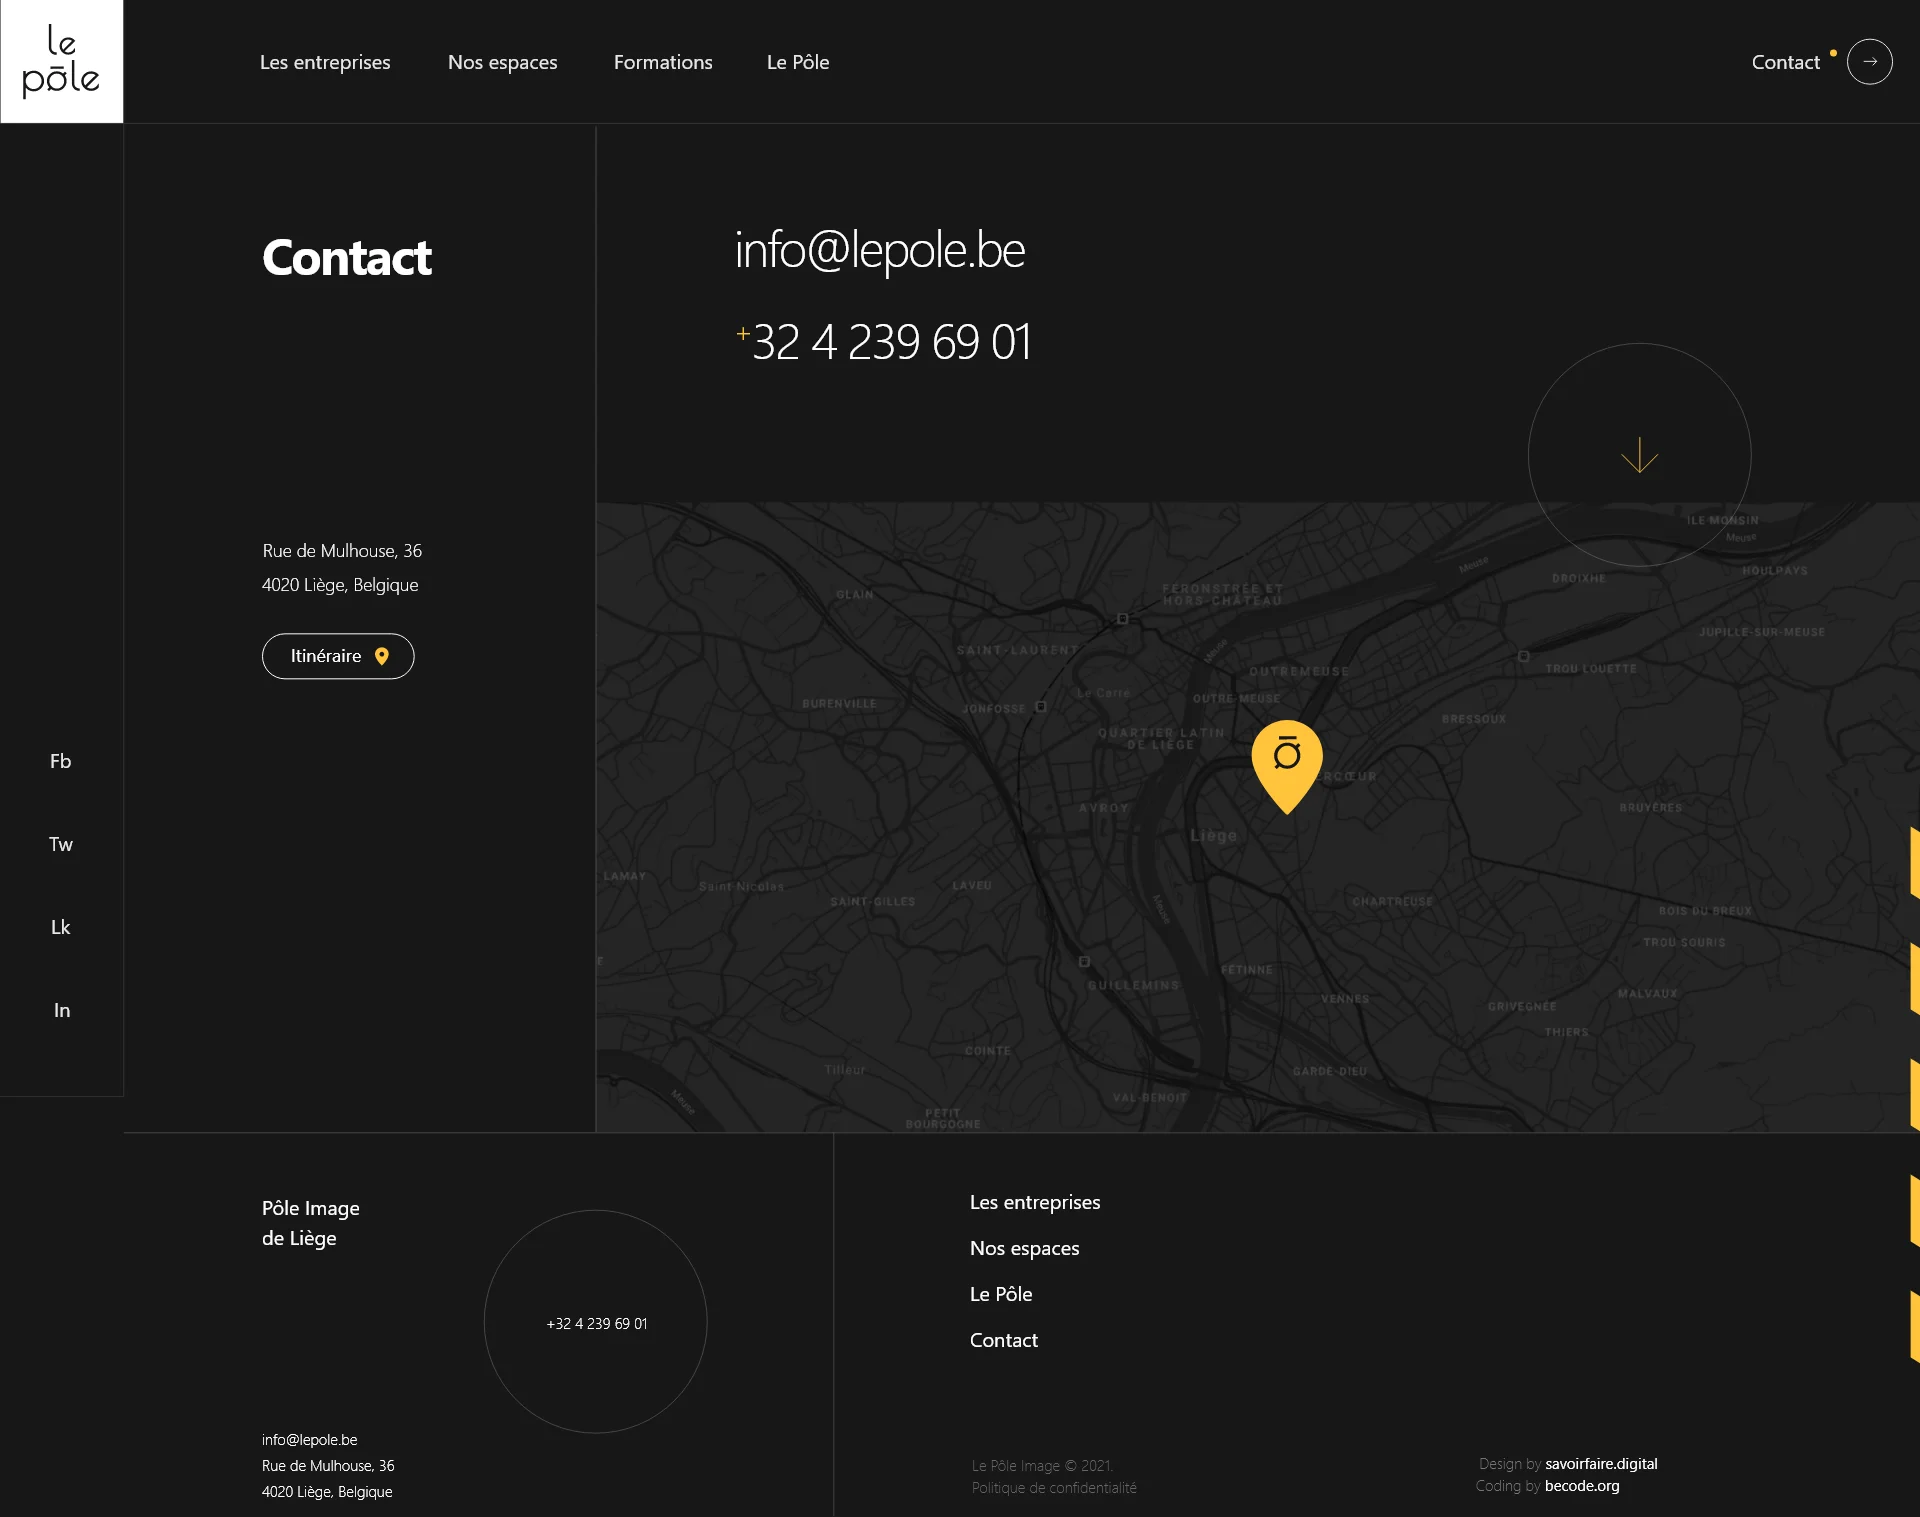 le
pōle
Les entreprises
Nos espaces
Formations
Le Pôle
Contact
Contact
info@lepole.be
+32 4 239 69 01
Rue de Mulhouse, 36
4020 Liège, Belgique
Itinéraire
Fb
Tw
Lk
In
ILE MONSIN
Meuse
Meuse
HOULPAYS
DROIXHE
GLAIN
FÉRONSTRÉE ET
HORS-CHÂTEAU
JUPILLE-SUR-MEUSE
SAINT-LAURENT
Meuse
OUTREMEUSE
TROU LOUETTE
Le Carré
OUTRE-MEUSE
BURENVILLE
JONFOSSE
BRESSOUX
QUARTIER LATIN
DE LIÈGE
ERCŒUR
AVROY
BRUYÈRES
Liège
LAMAY
Saint-Nicolas
LAVEU
SAINT-GILLES
Meuse
CHARTREUSE
BOIS DU BREUX
TROU SOURIS
E
FÉTINNE
GUILLEMINS
VENNES
MALVAUX
GRIVEGNÉE
THIERS
COINTE
Tilleur
GARDE-DIEU
Meuse
VAL-BENOIT
PETIT
BOURGOGNE
Pôle Image
de Liège
+32 4 239 69 01
info@lepole.be
Rue de Mulhouse, 36
4020 Liège, Belgique
Les entreprises
Nos espaces
Le Pôle
Contact
Le Pôle Image © 2021.
Politique de confidentialité
Design by savoirfaire.digital
Coding by becode.org